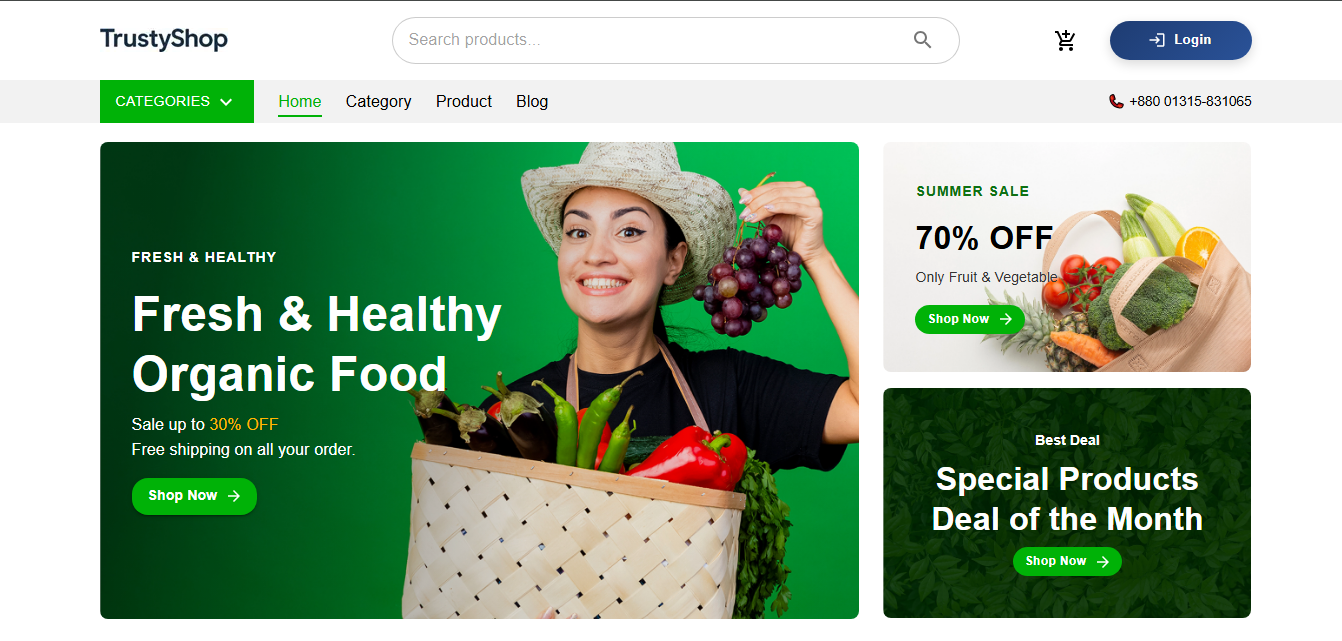 TrustyShop
Search products...
Login
CATEGORIES
Home
Category
Product
Blog
+880 01315-831065
FRESH & HEALTHY
Fresh & Healthy
Organic Food
Sale up to 30% OFF
Free shipping on all your order.
Shop Now
SUMMER SALE
70% OFF
Only Fruit & Vegetable
Shop Now
Best Deal
Special Products
Deal of the Month
Shop Now